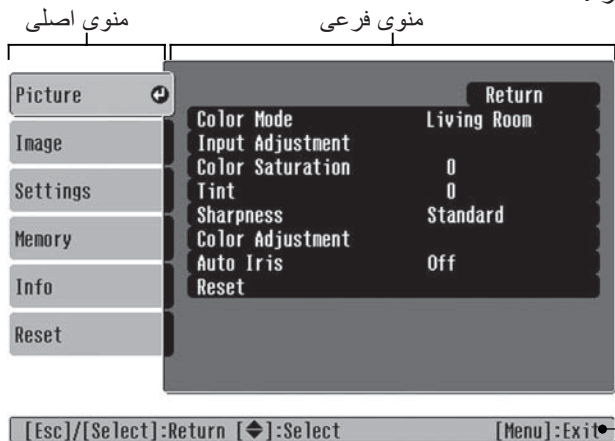 منوی اصلی
منوی فرعی
Picture
Image
Settings
Memory
Info
Reset
Return
Color Mode Living Room
Input Adjustment
Color Saturation 0
Tint 0
Sharpness Standard
Color Adjustment
Auto Iris Off
Reset
[Esc]/[Select]:Return [♦]:Select [Menu]:Exit